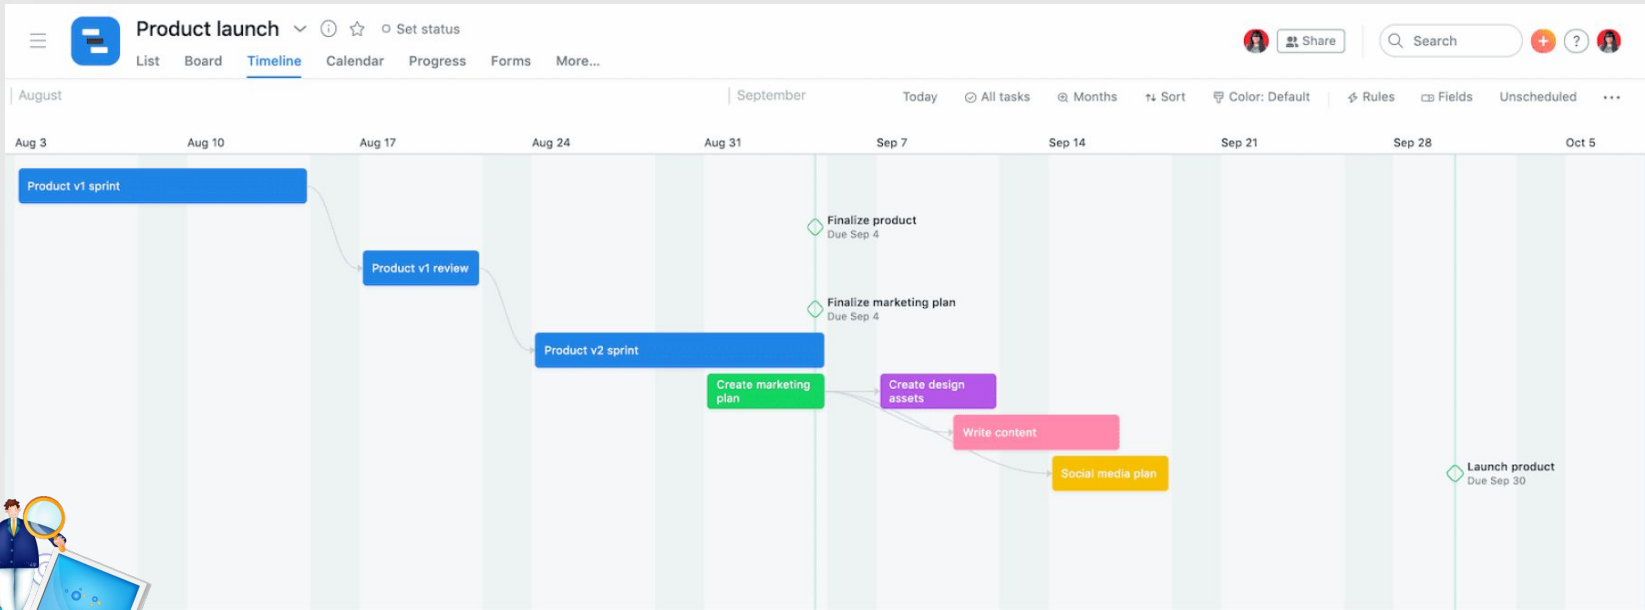 Product launch
Set status
Share
Search
?
List Board Timeline Calendar Progress Forms More...
August September
Today All tasks Months Sort Color: Default Rules Fields Unscheduled
Aug 3 Aug 10 Aug 17 Aug 24 Aug 31 Sep 7 Sep 14 Sep 21 Sep 28 Oct 5
Product v1 sprint
Finalize product
Due Sep 4
Product v1 review
Finalize marketing plan
Due Sep 4
Product v2 sprint
Create marketing
plan
Create design
assets
Write content
Social media plan
Launch product
Due Sep 30